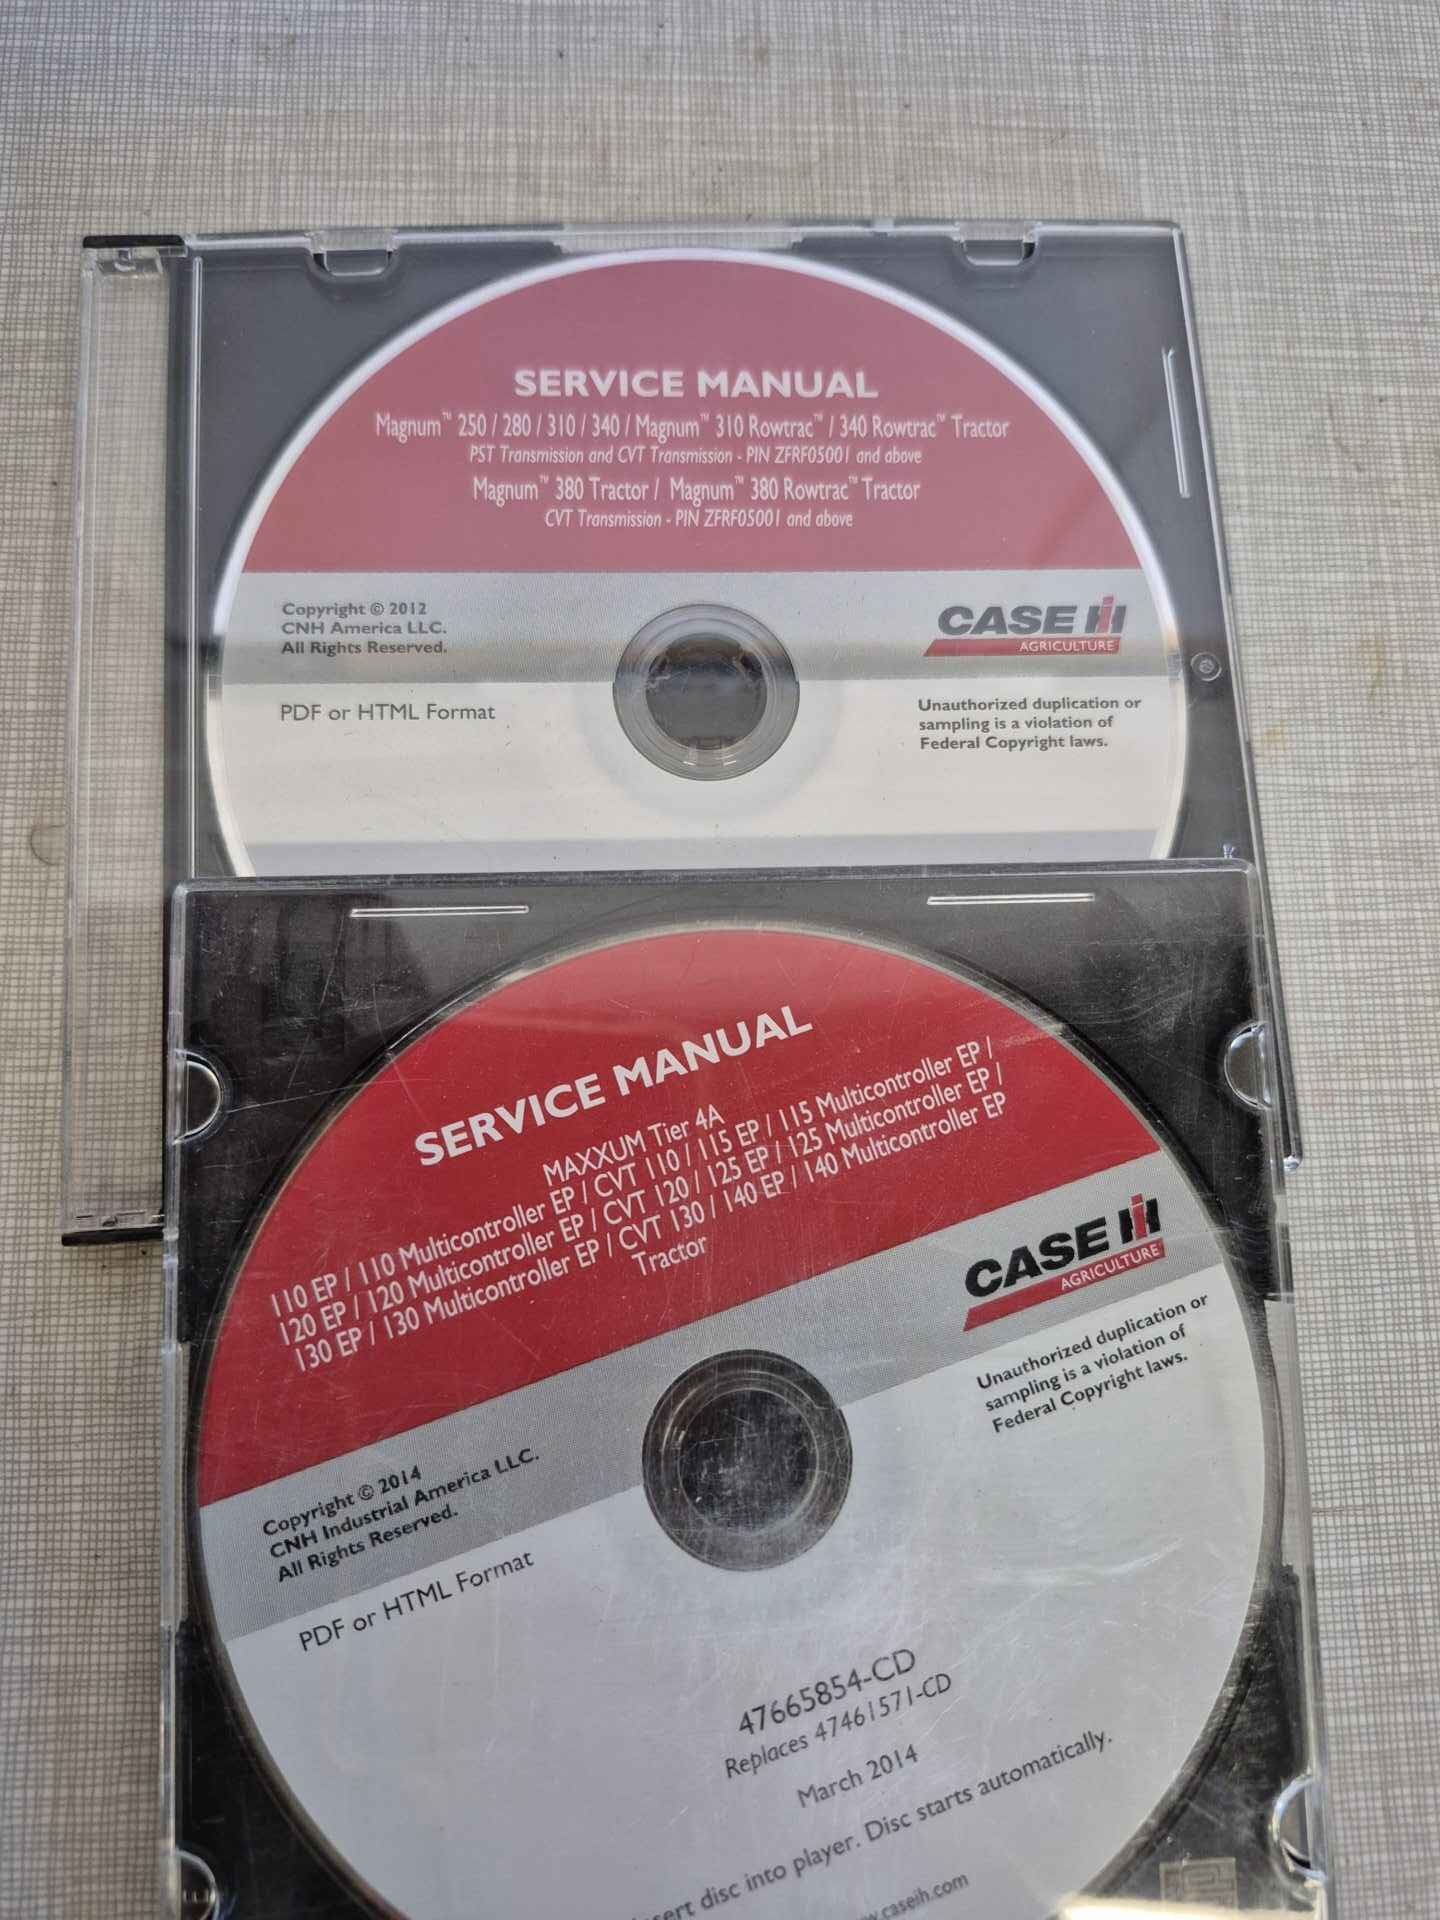 SERVICE MANUAL
Magnum™ 250 / 280 / 310 / 340 / Magnum™ 310 Rowtrac™ / 340 Rowtrac™ Tractor
PST Transmission and CVT Transmission - PIN ZFRF05001 and above
Magnum™ 380 Tractor / Magnum™ 380 Rowtrac™ Tractor
CVT Transmission - PIN ZFRF05001 and above
Copyright © 2012
CNH America LLC.
All Rights Reserved.
CASE IH
AGRICULTURE
PDF or HTML Format
Unauthorized duplication or
sampling is a violation of
Federal Copyright laws.
SERVICE MANUAL
MAXXUM Tier 4A
110 EP / 110 Multicontroller EP / CVT 110 / 115 EP / 115 Multicontroller EP /
120 EP / 120 Multicontroller EP / CVT 120 / 125 EP / 125 Multicontroller EP /
130 EP / 130 Multicontroller EP / CVT 130 / 140 EP / 140 Multicontroller EP
Tractor
CASE IH
AGRICULTURE
Unauthorized duplication or
sampling is a violation of
Federal Copyright laws.
Copyright © 2014
CNH Industrial America LLC.
All Rights Reserved.
PDF or HTML Format
47665854-CD
Replaces 47461571-CD
March 2014
disc into player. Disc starts automatically.
.caseih.com